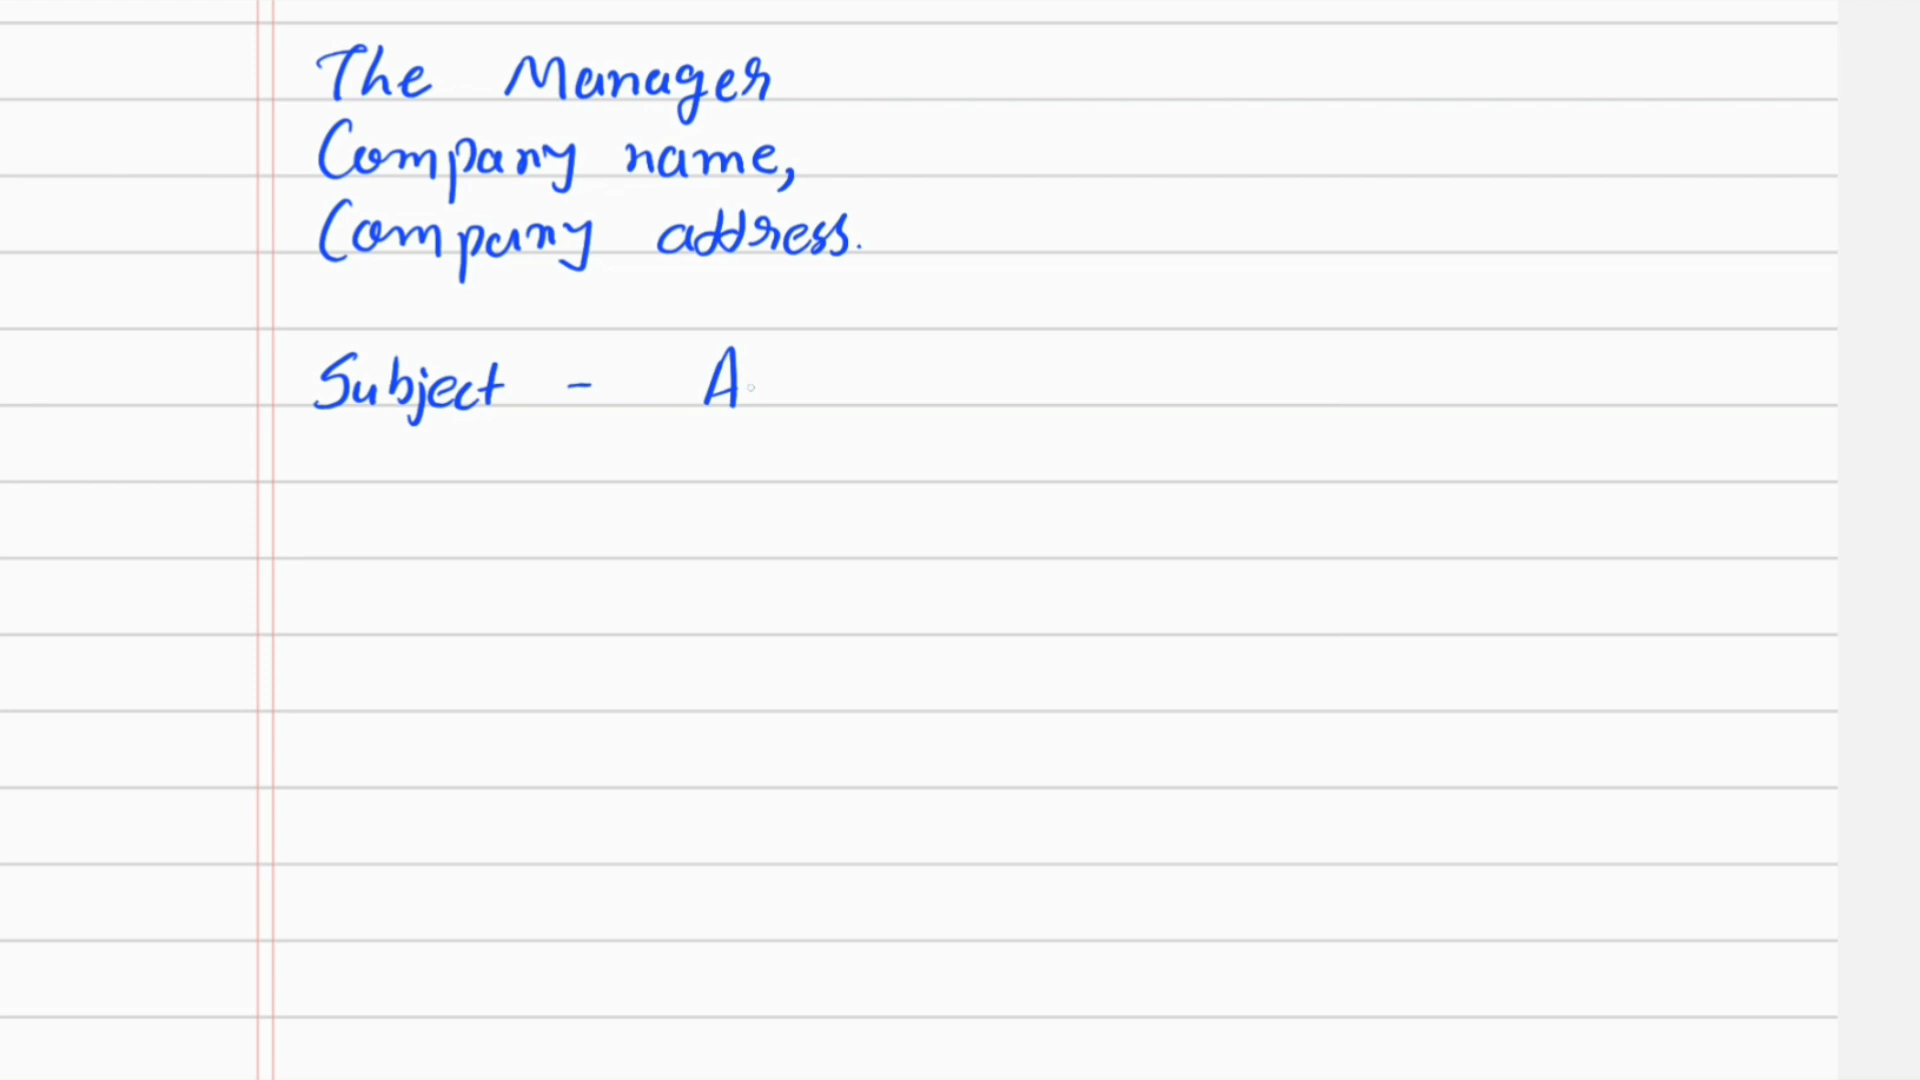 The Manager
Company name,
Company address.
Subject - A